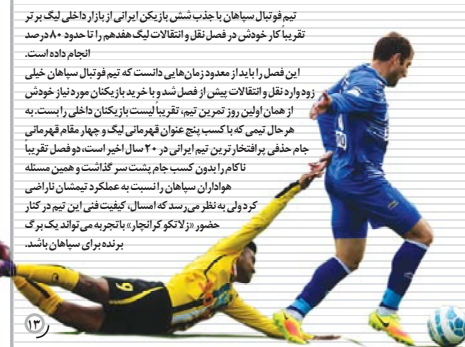 تیم فوتبال سپاهان با جذب شش بازیکن ایرانی از بازار داخلی لیگ برتر
تقریباً کار خودش در فصل نقل و انتقالات لیگ هفدهم را تا حدود ۸۰ درصد
انجام داده است.
این فصل را باید از معدود زمان‌هایی دانست که تیم فوتبال سپاهان خیلی
زود وارد نقل و انتقالات پیش از فصل شد و با خرید بازیکنان مورد نیاز خودش
از همان اولین روز تمرین تیم، تقریباً لیست بازیکنان داخلی را بست. به
هر حال تیمی که با کسب پنج عنوان قهرمانی لیگ و چهار مقام قهرمانی
جام حذفی پرافتخارترین تیم ایرانی در ۲۰ سال اخیر است، دو فصل تقریباً
ناکام را بدون کسب جام پشت سر گذاشت و همین مسئله
هواداران سپاهان را نسبت به عملکرد تیمشان ناراضی
کرد ولی به نظر می‌رسد که امسال، کیفیت فنی این تیم در کنار
حضور «زلاتکو کرانچار» باتجربه می‌تواند یک برگ
برنده برای سپاهان باشد.
9
۱۳